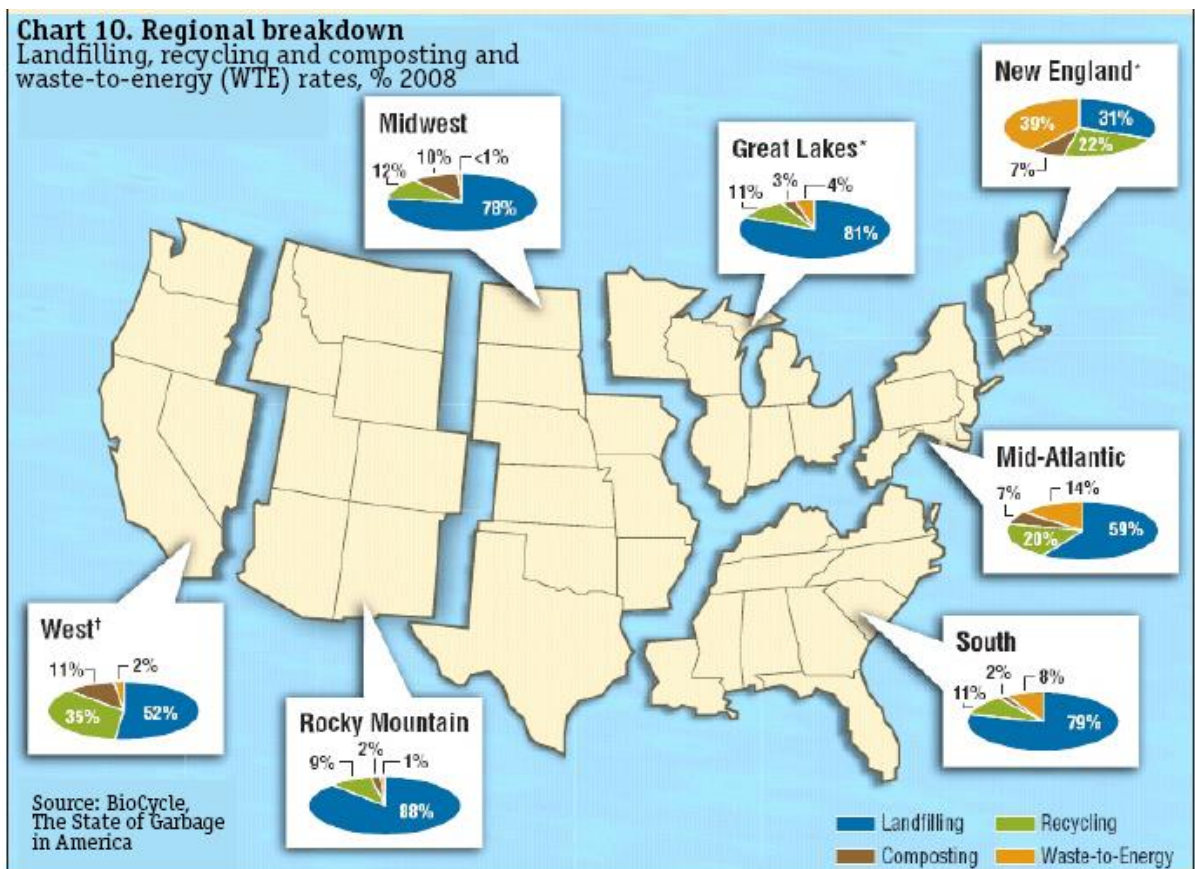 Chart 10. Regional breakdown
Landfilling, recycling and composting and
waste-to-energy (WTE) rates, % 2008
New England*
39%
31%
22%
7%
Midwest
12%
10%
<1%
78%
Great Lakes*
11%
3%
4%
81%
Mid-Atlantic
7%
14%
20%
59%
West†
11%
2%
35%
52%
Rocky Mountain
9%
2%
1%
88%
South
11%
2%
8%
79%
Source: BioCycle,
The State of Garbage
in America
Landfilling
Recycling
Composting
Waste-to-Energy